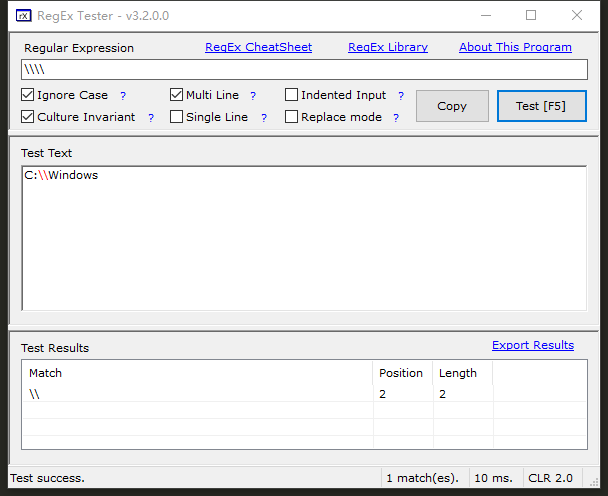 rX RegEx Tester - v3.2.0.0
Regular Expression RegEx CheatSheet RegEx Library About This Program
\\\\
Ignore Case ? Multi Line ? Indented Input ? Copy Test [F5]
Culture Invariant ? Single Line ? Replace mode ?
Test Text
C:\\Windows
Test Results Export Results
Match Position Length
\\ 2 2
Test success. 1 match(es). 10 ms. CLR 2.0